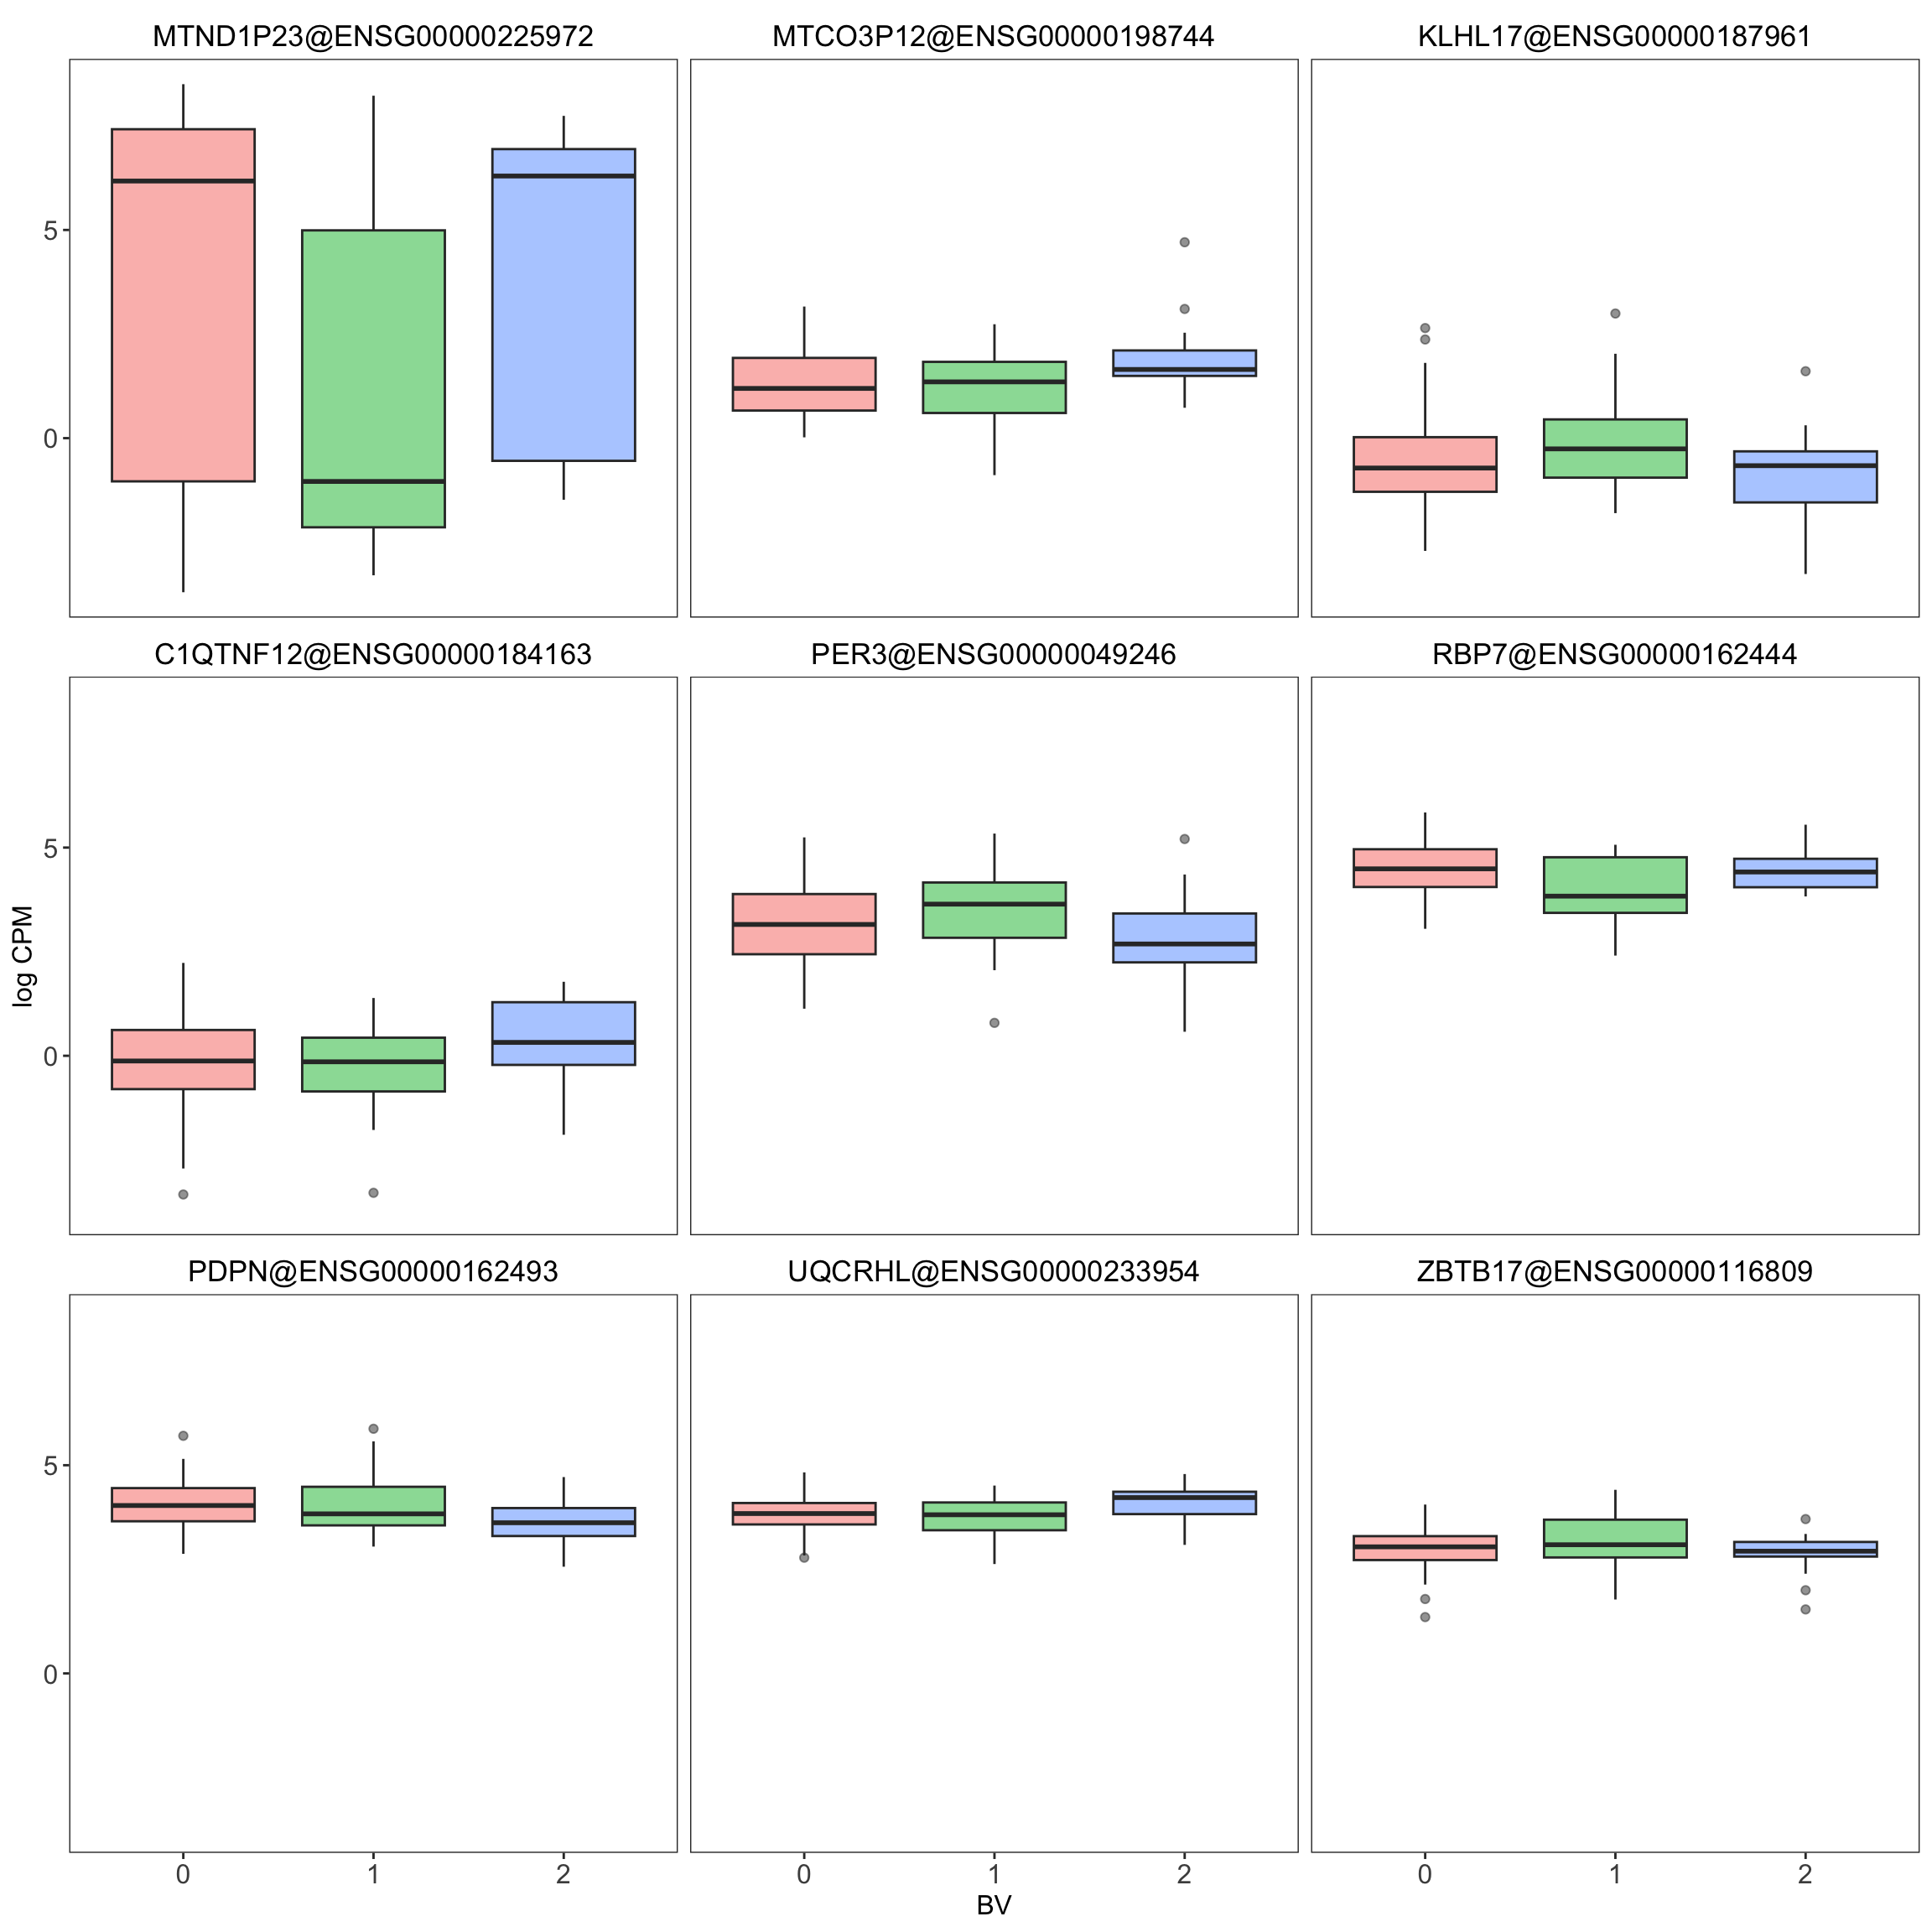 MTND1P23@ENSG00000225972 MTCO3P12@ENSG00000198744 KLHL17@ENSG00000187961
5
0
C1QTNF12@ENSG00000184163 PER3@ENSG00000049246 RBP7@ENSG00000162444
5
0
log CPM
PDPN@ENSG00000162493 UQCRHL@ENSG00000233954 ZBTB17@ENSG00000116809
5
0
0 1 2 0 1 2 0 1 2
BV